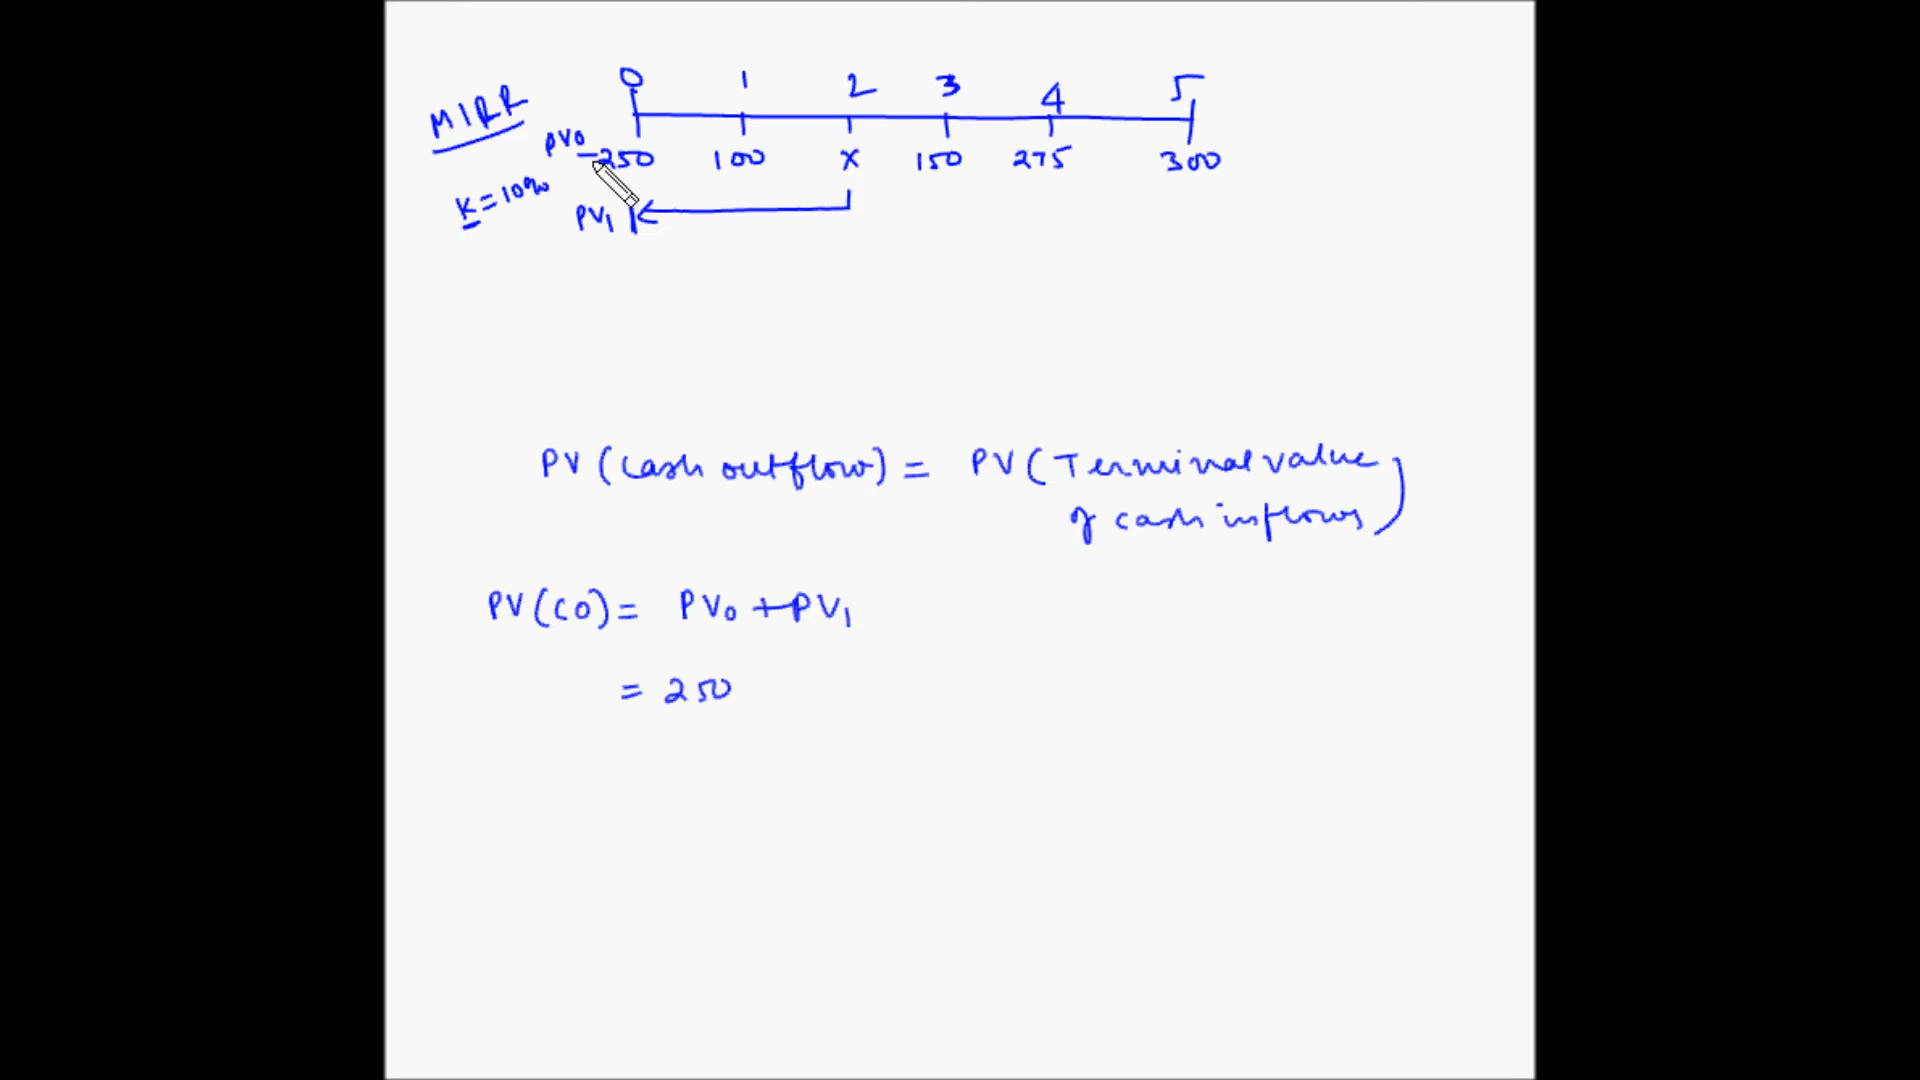 MIRR
0 1 2 3 4 5
PV0 -250 100 x 150 275 300
K = 10%
PV1
PV (cash outflow) = PV (Terminal value
of cash inflows)
PV(CO) = PV0 + PV1
= 250